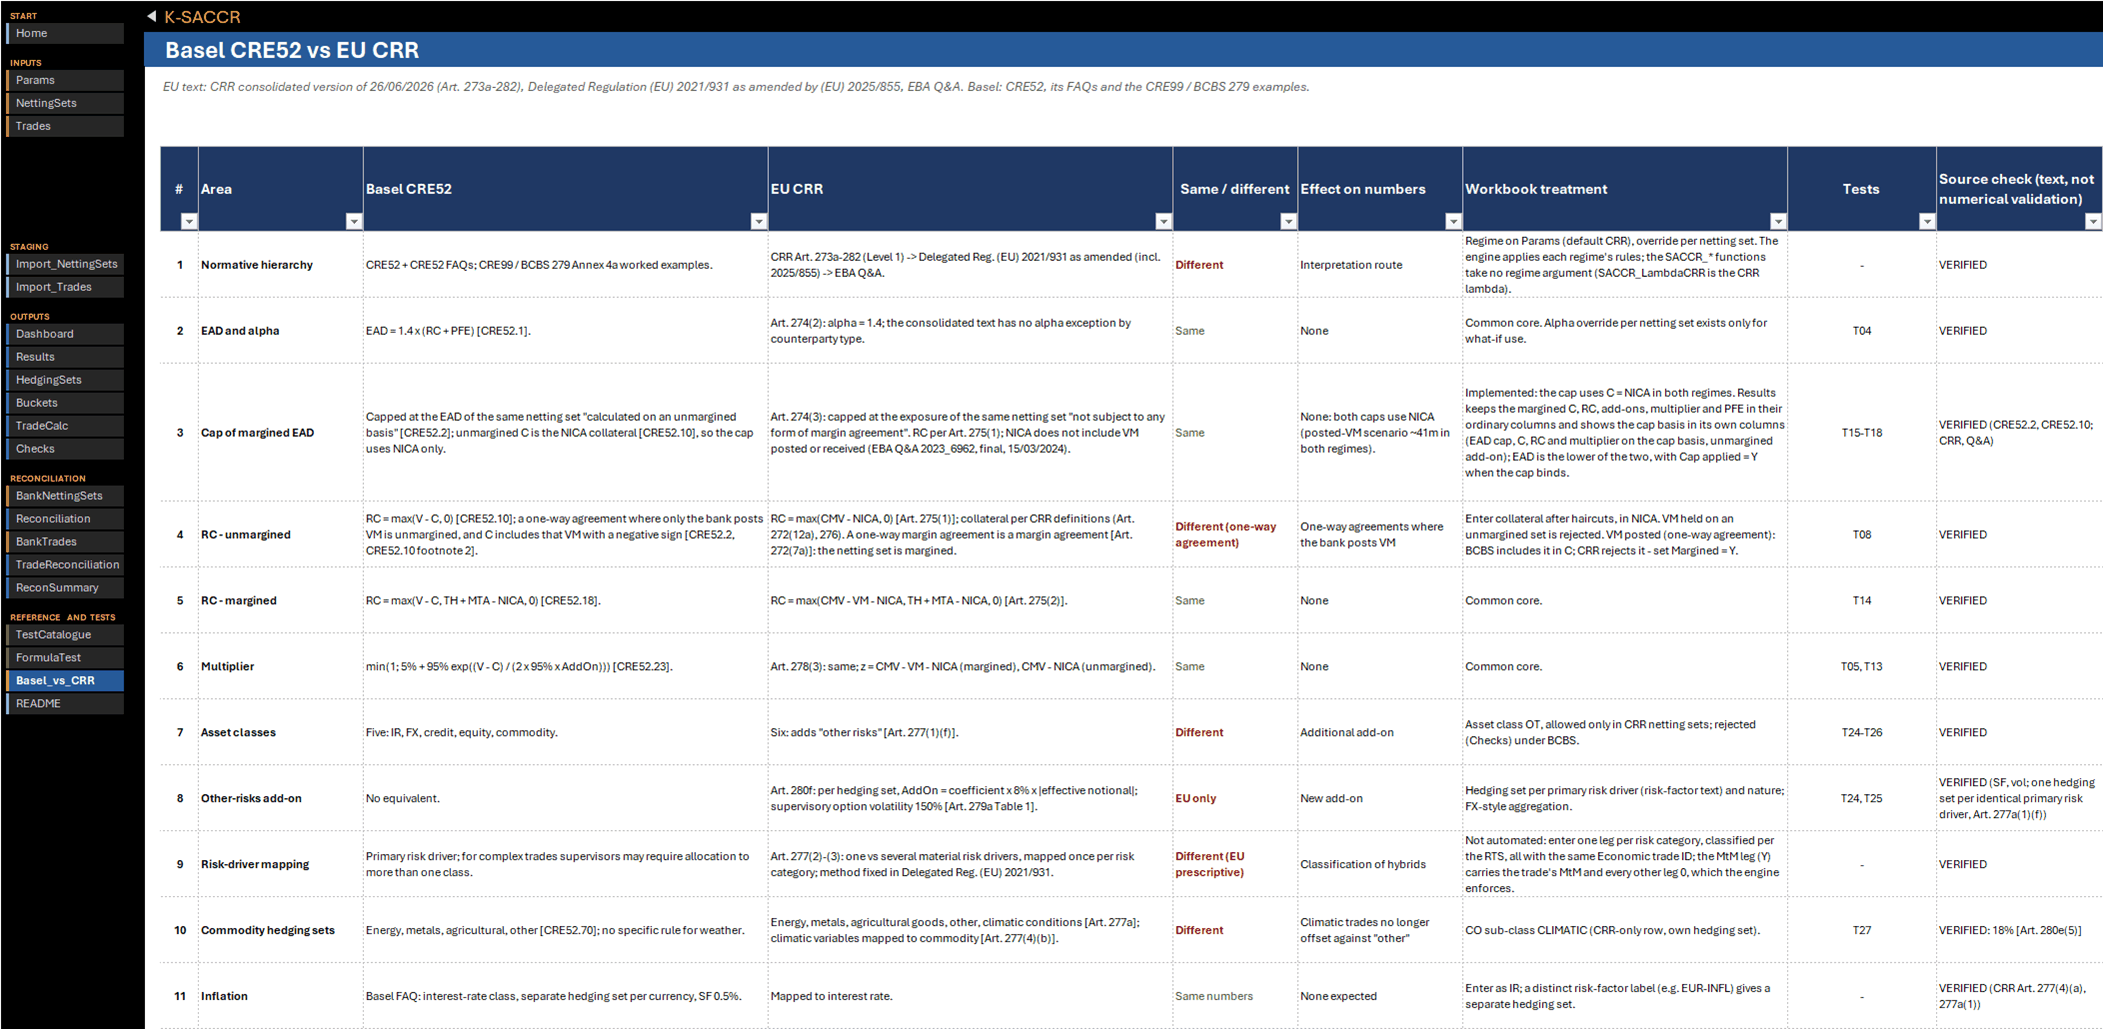 START
Home
INPUTS
Params
NettingSets
Trades
STAGING
Import_NettingSets
Import_Trades
OUTPUTS
Dashboard
Results
HedgingSets
Buckets
TradeCalc
Checks
RECONCILIATION
BankNettingSets
Reconciliation
BankTrades
TradeReconciliation
ReconSummary
REFERENCE AND TESTS
TestCatalogue
FormulaTest
Basel_vs_CRR
README
K-SACCR
Basel CRE52 vs EU CRR
EU text: CRR consolidated version of 26/06/2026 (Art. 273a-282), Delegated Regulation (EU) 2021/931 as amended by (EU) 2025/855, EBA Q&A. Basel: CRE52, its FAQs and the CRE99 / BCBS 279 examples.
#
Area
Basel CRE52
EU CRR
Same / different
Effect on numbers
Workbook treatment
Tests
Source check (text, not
numerical validation)
1
Normative hierarchy
CRE52 + CRE52 FAQs; CRE99 / BCBS 279 Annex 4a worked examples.
CRR Art. 273a-282 (Level 1) -> Delegated Reg. (EU) 2021/931 as amended (incl.
2025/855) -> EBA Q&A.
Different
Interpretation route
Regime on Params (default CRR), override per netting set. The
engine applies each regime's rules; the SACCR_* functions
take no regime argument (SACCR_LambdaCRR is the CRR
lambda).
-
VERIFIED
2
EAD and alpha
EAD = 1.4 x (RC + PFE) [CRE52.1].
Art. 274(2): alpha = 1.4; the consolidated text has no alpha exception by
counterparty type.
Same
None
Common core. Alpha override per netting set exists only for
what-if use.
T04
VERIFIED
3
Cap of margined EAD
Capped at the EAD of the same netting set "calculated on an unmargined
basis" [CRE52.2]; unmargined C is the NICA collateral [CRE52.10], so the cap
uses NICA only.
Art. 274(3): capped at the exposure of the same netting set "not subject to any
form of margin agreement". RC per Art. 275(1); NICA does not include VM
posted or received (EBA Q&A 2023_6962, final, 15/03/2024).
Same
None: both caps use NICA
(posted-VM scenario ~41m in
both regimes).
Implemented: the cap uses C = NICA in both regimes. Results
keeps the margined C, RC, add-ons, multiplier and PFE in their
ordinary columns and shows the cap basis in its own columns
(EAD cap, C, RC and multiplier on the cap basis, unmargined
add-on); EAD is the lower of the two, with Cap applied = Y
when the cap binds.
T15-T18
VERIFIED (CRE52.2, CRE52.10;
CRR, Q&A)
4
RC - unmargined
RC = max(V - C, 0) [CRE52.10]; a one-way agreement where only the bank posts
VM is unmargined, and C includes that VM with a negative sign [CRE52.2,
CRE52.10 footnote 2].
RC = max(CMV - NICA, 0) [Art. 275(1)]; collateral per CRR definitions (Art.
272(12a), 276). A one-way margin agreement is a margin agreement [Art.
272(7a)]: the netting set is margined.
Different (one-way
agreement)
One-way agreements where
the bank posts VM
Enter collateral after haircuts, in NICA. VM held on an
unmargined set is rejected. VM posted (one-way agreement):
BCBS includes it in C; CRR rejects it - set Margined = Y.
T08
VERIFIED
5
RC - margined
RC = max(V - C, TH + MTA - NICA, 0) [CRE52.18].
RC = max(CMV - VM - NICA, TH + MTA - NICA, 0) [Art. 275(2)].
Same
None
Common core.
T14
VERIFIED
6
Multiplier
min(1; 5% + 95% exp((V - C) / (2 x 95% x AddOn))) [CRE52.23].
Art. 278(3): same; z = CMV - VM - NICA (margined), CMV - NICA (unmargined).
Same
None
Common core.
T05, T13
VERIFIED
7
Asset classes
Five: IR, FX, credit, equity, commodity.
Six: adds "other risks" [Art. 277(1)(f)].
Different
Additional add-on
Asset class OT, allowed only in CRR netting sets; rejected
(Checks) under BCBS.
T24-T26
VERIFIED
8
Other-risks add-on
No equivalent.
Art. 280f: per hedging set, AddOn = coefficient x 8% x |effective notional|;
supervisory option volatility 150% [Art. 279a Table 1].
EU only
New add-on
Hedging set per primary risk driver (risk-factor text) and nature;
FX-style aggregation.
T24, T25
VERIFIED (SF, vol; one hedging
set per identical primary risk
driver, Art. 277a(1)(f))
9
Risk-driver mapping
Primary risk driver; for complex trades supervisors may require allocation to
more than one class.
Art. 277(2)-(3): one vs several material risk drivers, mapped once per risk
category; method fixed in Delegated Reg. (EU) 2021/931.
Different (EU
prescriptive)
Classification of hybrids
Not automated: enter one leg per risk category, classified per
the RTS, all with the same Economic trade ID; the MtM leg (Y)
carries the trade's MtM and every other leg 0, which the engine
enforces.
-
VERIFIED
10
Commodity hedging sets
Energy, metals, agricultural, other [CRE52.70]; no specific rule for weather.
Energy, metals, agricultural goods, other, climatic conditions [Art. 277a];
climatic variables mapped to commodity [Art. 277(4)(b)].
Different
Climatic trades no longer
offset against "other"
CO sub-class CLIMATIC (CRR-only row, own hedging set).
T27
VERIFIED: 18% [Art. 280e(5)]
11
Inflation
Basel FAQ: interest-rate class, separate hedging set per currency, SF 0.5%.
Mapped to interest rate.
Same numbers
None expected
Enter as IR; a distinct risk-factor label (e.g. EUR-INFL) gives a
separate hedging set.
-
VERIFIED (CRR Art. 277(4)(a),
277a(1))